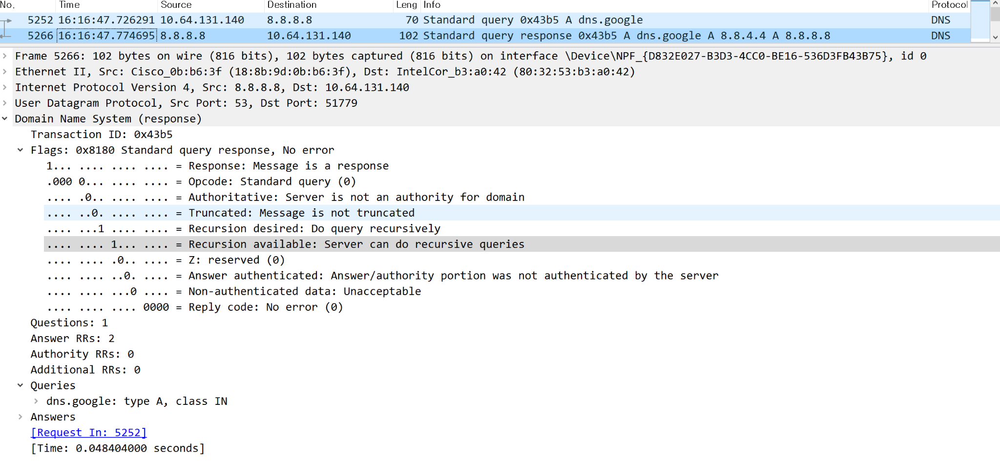 No. Time Source Destination Leng Info Protocol
5252 16:16:47.726291 10.64.131.140 8.8.8.8 70 Standard query 0x43b5 A dns.google DNS
5266 16:16:47.774695 8.8.8.8 10.64.131.140 102 Standard query response 0x43b5 A dns.google A 8.8.4.4 A 8.8.8.8 DNS
Frame 5266: 102 bytes on wire (816 bits), 102 bytes captured (816 bits) on interface \Device\NPF_{D832E027-B3D3-4CC0-BE16-536D3FB43B75}, id 0
Ethernet II, Src: Cisco_0b:b6:3f (18:8b:9d:0b:b6:3f), Dst: IntelCor_b3:a0:42 (80:32:53:b3:a0:42)
Internet Protocol Version 4, Src: 8.8.8.8, Dst: 10.64.131.140
User Datagram Protocol, Src Port: 53, Dst Port: 51779
Domain Name System (response)
Transaction ID: 0x43b5
Flags: 0x8180 Standard query response, No error
1... .... .... .... = Response: Message is a response
.000 0... .... .... = Opcode: Standard query (0)
.... .0.. .... .... = Authoritative: Server is not an authority for domain
.... ..0. .... .... = Truncated: Message is not truncated
.... ...1 .... .... = Recursion desired: Do query recursively
.... .... 1... .... = Recursion available: Server can do recursive queries
.... .... .0.. .... = Z: reserved (0)
.... .... ..0. .... = Answer authenticated: Answer/authority portion was not authenticated by the server
.... .... ...0 .... = Non-authenticated data: Unacceptable
.... .... .... 0000 = Reply code: No error (0)
Questions: 1
Answer RRs: 2
Authority RRs: 0
Additional RRs: 0
Queries
dns.google: type A, class IN
Answers
[Request In: 5252]
[Time: 0.048404000 seconds]